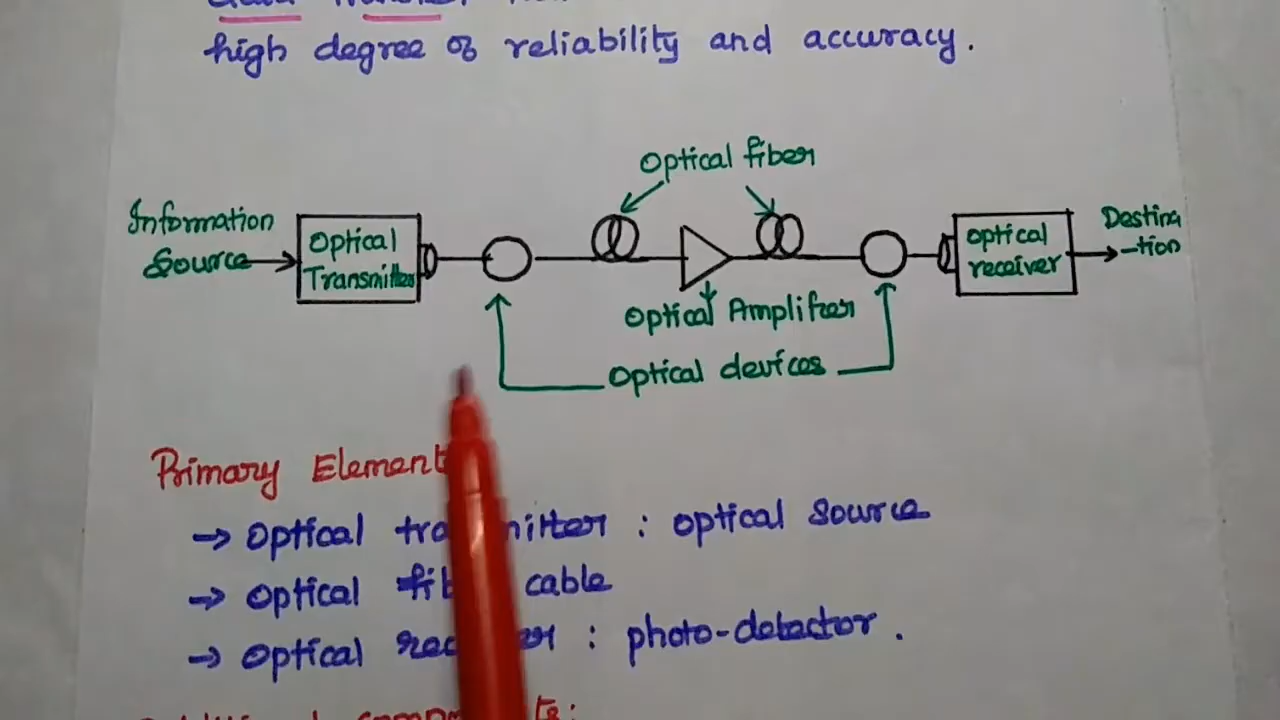 high degree of reliability and accuracy.
Optical fiber
Information
Source
Optical
Transmitter
Optical
receiver
Destina
-tion
Optical Amplifier
Optical devices
Primary Element
→ Optical : optical source
→ Optical cable
→ Optical : photo-detector.